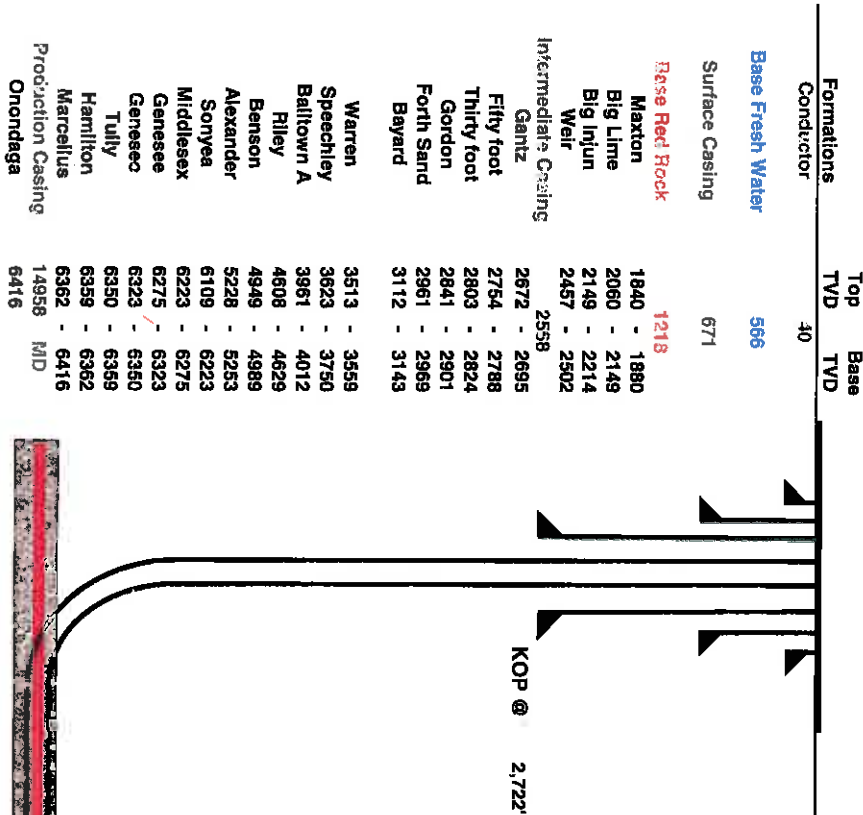 Formations Top TVD Base TVD
Conductor 40
Base Fresh Water 566
Surface Casing 671
Base Red Rock 1218
Maxton 1840 - 1880
Big Lime 2060 - 2149
Big Injun 2149 - 2214
Weir 2457 - 2502
Intermediate Casing 2558
Gantz 2672 - 2695
Fifty foot 2754 - 2788
Thirty foot 2803 - 2824
Gordon 2841 - 2901
Forth Sand 2961 - 2969
Bayard 3112 - 3143
Warren 3513 - 3559
Speechley 3623 - 3750
Balltown A 3961 - 4012
Riley 4608 - 4629
Benson 4949 - 4989
Alexander 5228 - 5253
Sonyea 6109 - 6223
Middlesex 6223 - 6275
Genesee 6275 - 6323
Geneseo 6323 - 6350
Tully 6350 - 6359
Hamilton 6359 - 6362
Marcellus 6362 - 6416
Production Casing 14958 MD
Onondaga 6416
KOP @ 2,722'